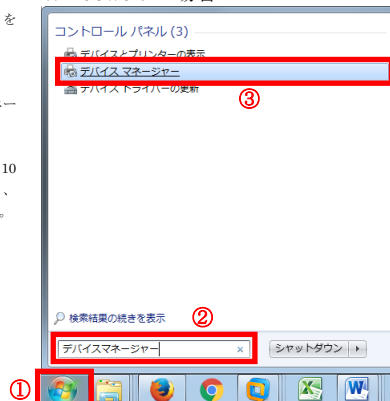 を
コントロール パネル (3)
デバイスとプリンターの表示
デバイス マネージャー
デバイス ドライバーの更新
③
ー
10
、
。
検索結果の続きを表示
②
デバイスマネージャー
シャットダウン
①